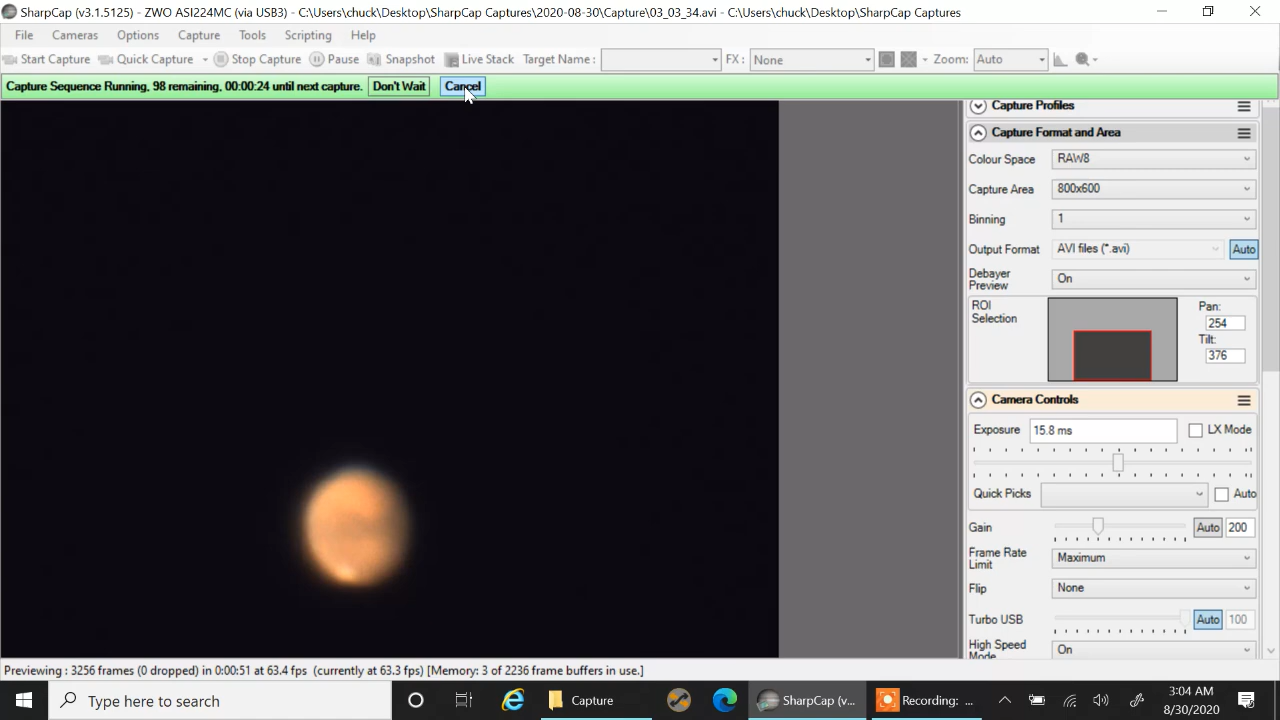 SharpCap (v3.1.5125) - ZWO ASI224MC (via USB3) - C:\Users\chuck\Desktop\SharpCap Captures\2020-08-30\Capture\03_03_34.avi - C:\Users\chuck\Desktop\SharpCap Captures
File Cameras Options Capture Tools Scripting Help
Start Capture Quick Capture Stop Capture Pause Snapshot Live Stack Target Name : FX : None Zoom: Auto
Capture Sequence Running, 98 remaining, 00:00:24 until next capture. Don't Wait Cancel
Capture Profiles
Capture Format and Area
Colour Space RAW8
Capture Area 800x600
Binning 1
Output Format AVI files (*.avi) Auto
Debayer Preview On
ROI Selection
Pan:
254
Tilt:
376
Camera Controls
Exposure 15.8 ms LX Mode
Quick Picks Auto
Gain Auto 200
Frame Rate Limit Maximum
Flip None
Turbo USB Auto 100
High Speed Mode On
Previewing : 3256 frames (0 dropped) in 0:00:51 at 63.4 fps (currently at 63.3 fps) [Memory: 3 of 2236 frame buffers in use.]
Type here to search Capture SharpCap (v... Recording: ... 3:04 AM
8/30/2020